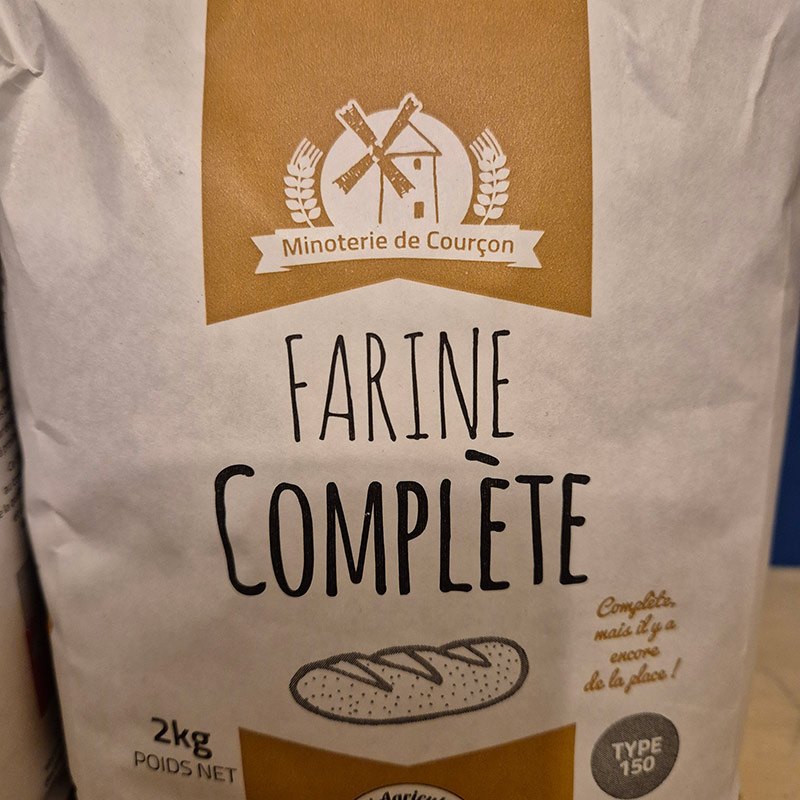 Minoterie de Courçon
FARINE
COMPLÈTE
Complète,
mais il y a
encore
de la place !
2kg
POIDS NET
TYPE
150